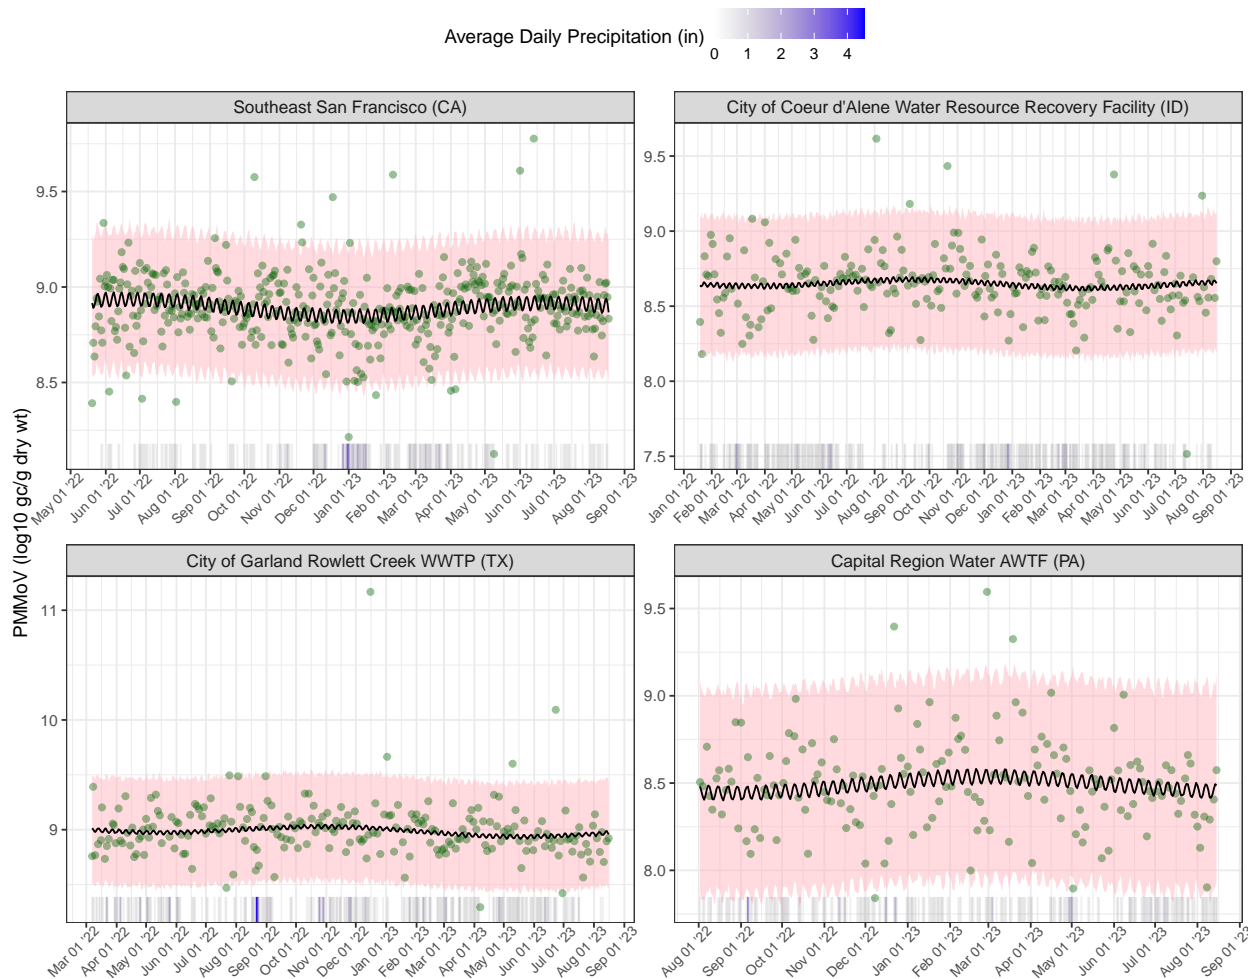 Average Daily Precipitation (in)
0 1 2 3 4
PMMoV (log10 gc/g dry wt)
Southeast San Francisco (CA)
9.5
9.0
8.5
May 01 '22 Jun 01 '22 Jul 01 '22 Aug 01 '22 Sep 01 '22 Oct 01 '22 Nov 01 '22 Dec 01 '22 Jan 01 '23 Feb 01 '23 Mar 01 '23 Apr 01 '23 May 01 '23 Jun 01 '23 Jul 01 '23 Aug 01 '23 Sep 01 '23
City of Coeur d'Alene Water Resource Recovery Facility (ID)
9.5
9.0
8.5
8.0
7.5
Jan 01 '22 Feb 01 '22 Mar 01 '22 Apr 01 '22 May 01 '22 Jun 01 '22 Jul 01 '22 Aug 01 '22 Sep 01 '22 Oct 01 '22 Nov 01 '22 Dec 01 '22 Jan 01 '23 Feb 01 '23 Mar 01 '23 Apr 01 '23 May 01 '23 Jun 01 '23 Jul 01 '23 Aug 01 '23 Sep 01 '23
City of Garland Rowlett Creek WWTP (TX)
11
10
9
Mar 01 '22 Apr 01 '22 May 01 '22 Jun 01 '22 Jul 01 '22 Aug 01 '22 Sep 01 '22 Oct 01 '22 Nov 01 '22 Dec 01 '22 Jan 01 '23 Feb 01 '23 Mar 01 '23 Apr 01 '23 May 01 '23 Jun 01 '23 Jul 01 '23 Aug 01 '23 Sep 01 '23
Capital Region Water AWTF (PA)
9.5
9.0
8.5
8.0
Aug 01 '22 Sep 01 '22 Oct 01 '22 Nov 01 '22 Dec 01 '22 Jan 01 '23 Feb 01 '23 Mar 01 '23 Apr 01 '23 May 01 '23 Jun 01 '23 Jul 01 '23 Aug 01 '23 Sep 01 '23